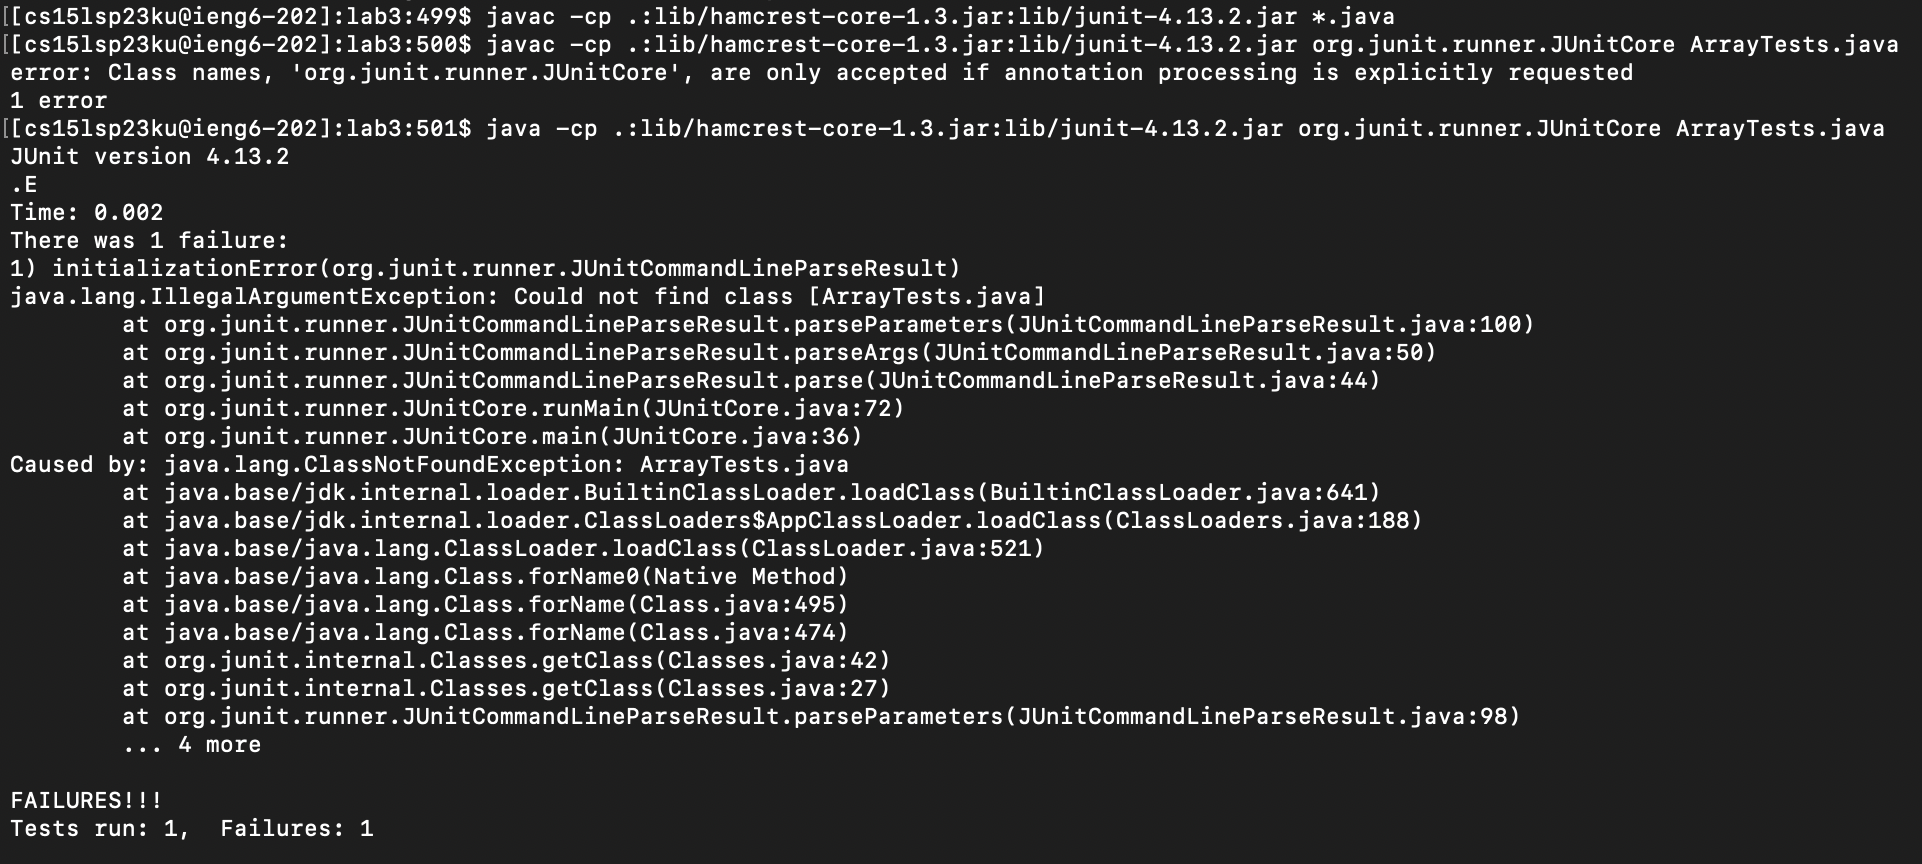 [[cs15lsp23ku@ieng6-202]:lab3:499$ javac -cp .:lib/hamcrest-core-1.3.jar:lib/junit-4.13.2.jar *.java
[[cs15lsp23ku@ieng6-202]:lab3:500$ javac -cp .:lib/hamcrest-core-1.3.jar:lib/junit-4.13.2.jar org.junit.runner.JUnitCore ArrayTests.java
error: Class names, 'org.junit.runner.JUnitCore', are only accepted if annotation processing is explicitly requested
1 error
[[cs15lsp23ku@ieng6-202]:lab3:501$ java -cp .:lib/hamcrest-core-1.3.jar:lib/junit-4.13.2.jar org.junit.runner.JUnitCore ArrayTests.java
JUnit version 4.13.2
.E
Time: 0.002
There was 1 failure:
1) initializationError(org.junit.runner.JUnitCommandLineParseResult)
java.lang.IllegalArgumentException: Could not find class [ArrayTests.java]
        at org.junit.runner.JUnitCommandLineParseResult.parseParameters(JUnitCommandLineParseResult.java:100)
        at org.junit.runner.JUnitCommandLineParseResult.parseArgs(JUnitCommandLineParseResult.java:50)
        at org.junit.runner.JUnitCommandLineParseResult.parse(JUnitCommandLineParseResult.java:44)
        at org.junit.runner.JUnitCore.runMain(JUnitCore.java:72)
        at org.junit.runner.JUnitCore.main(JUnitCore.java:36)
Caused by: java.lang.ClassNotFoundException: ArrayTests.java
        at java.base/jdk.internal.loader.BuiltinClassLoader.loadClass(BuiltinClassLoader.java:641)
        at java.base/jdk.internal.loader.ClassLoaders$AppClassLoader.loadClass(ClassLoaders.java:188)
        at java.base/java.lang.ClassLoader.loadClass(ClassLoader.java:521)
        at java.base/java.lang.Class.forName0(Native Method)
        at java.base/java.lang.Class.forName(Class.java:495)
        at java.base/java.lang.Class.forName(Class.java:474)
        at org.junit.internal.Classes.getClass(Classes.java:42)
        at org.junit.internal.Classes.getClass(Classes.java:27)
        at org.junit.runner.JUnitCommandLineParseResult.parseParameters(JUnitCommandLineParseResult.java:98)
        ... 4 more
FAILURES!!!
Tests run: 1,  Failures: 1